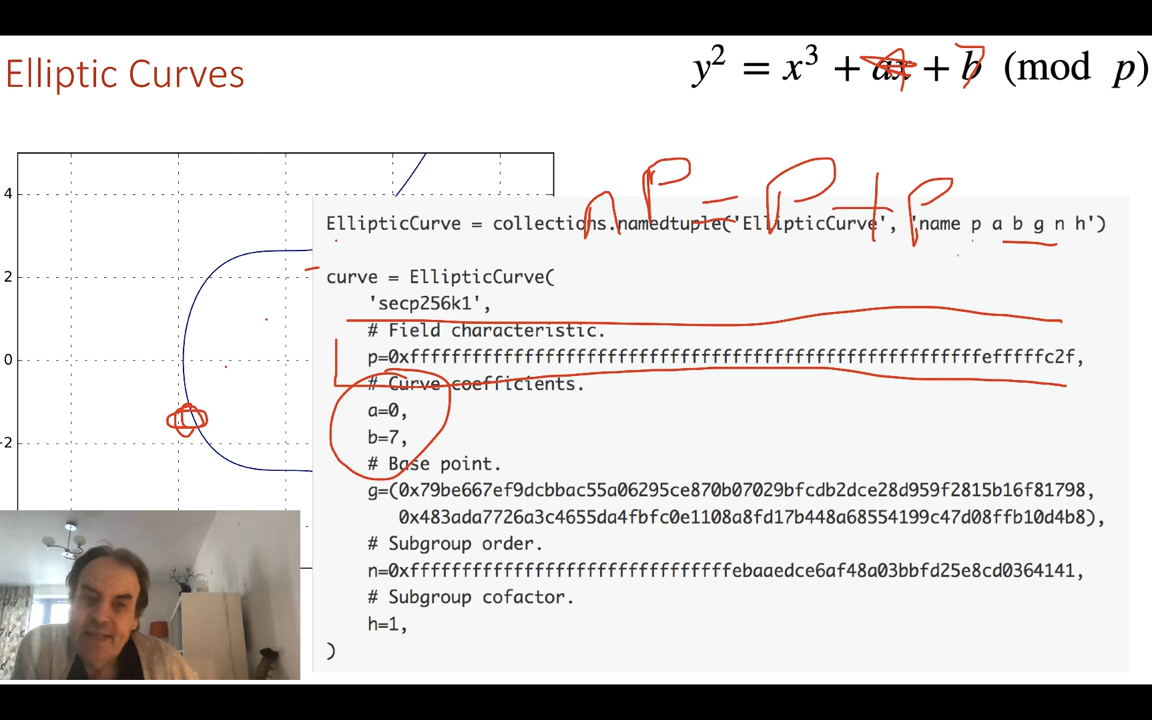 Elliptic Curves
y² = x³ + ax + b (mod p)
7
nP = P + P
4
2
0
-2
EllipticCurve = collections.namedtuple('EllipticCurve', 'name p a b g n h')
curve = EllipticCurve(
'secp256k1',
# Field characteristic.
p=0xfffffffffffffffffffffffffffffffffffffffffffffffffffffffefffffc2f,
# Curve coefficients.
a=0,
b=7,
# Base point.
g=(0x79be667ef9dcbbac55a06295ce870b07029bfcdb2dce28d959f2815b16f81798,
0x483ada7726a3c4655da4fbfc0e1108a8fd17b448a68554199c47d08ffb10d4b8),
# Subgroup order.
n=0xfffffffffffffffffffffffffffffffebaaedce6af48a03bbfd25e8cd0364141,
# Subgroup cofactor.
h=1,
)